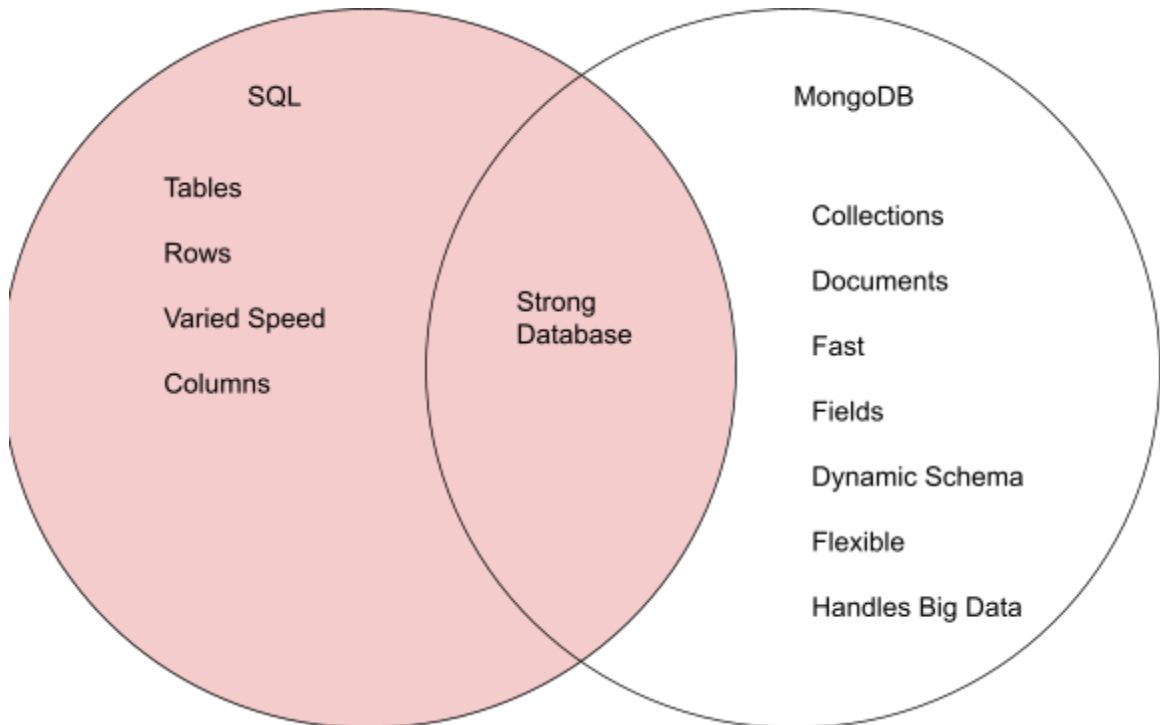 SQL
Tables
Rows
Varied Speed
Columns
Strong
Database
MongoDB
Collections
Documents
Fast
Fields
Dynamic Schema
Flexible
Handles Big Data